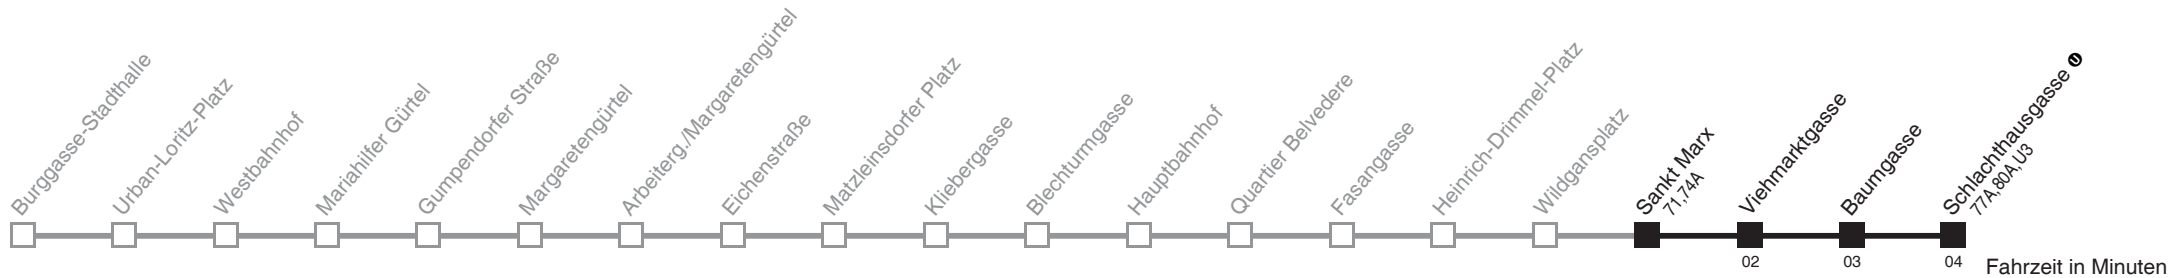 Burggasse-Stadthalle
Urban-Loritz-Platz
Westbahnhof
Mariahilfer Gürtel
Gumpendorfer Straße
Margaretengürtel
Arbeiterg./Margaretengürtel
Eichenstraße
Matzleinsdorfer Platz
Kliebergasse
Blechturmgasse
Hauptbahnhof
Quartier Belvedere
Fasangasse
Heinrich-Drimmel-Platz
Wildgansplatz
Sankt Marx
71,74A
Viehmarktgasse
Baumgasse
Schlachthausgasse U
77A,80A,U3
02
03
04
Fahrzeit in Minuten